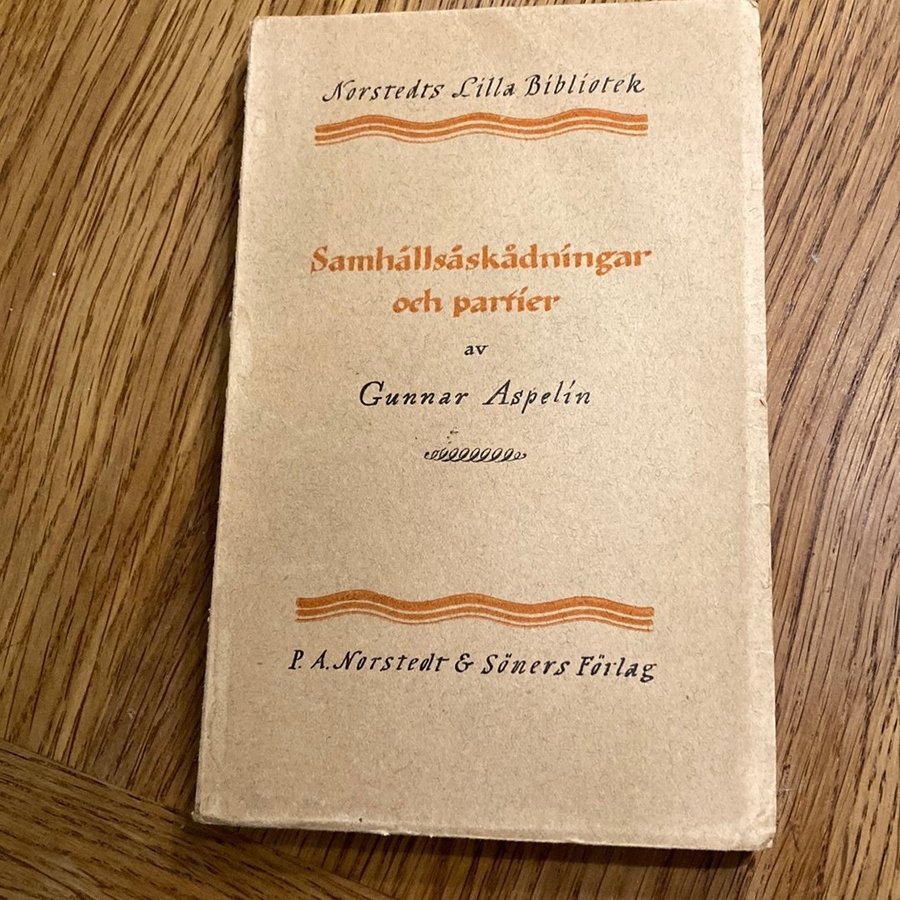 Norstedts Lilla Bibliotek
Samhällsåskådningar
och partier
av
Gunnar Aspelin
P. A. Norstedt & Söners Förlag